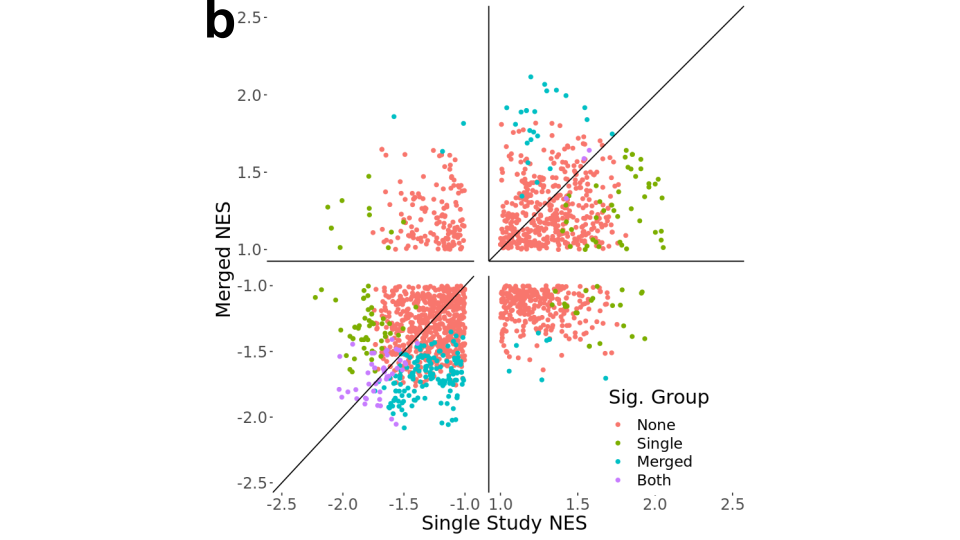 b
2.5
2.0
1.5
1.0
-1.0
-1.5
-2.0
-2.5
Merged NES
-2.5 -2.0 -1.5 -1.0 1.0 1.5 2.0 2.5
Single Study NES
Sig. Group
None
Single
Merged
Both